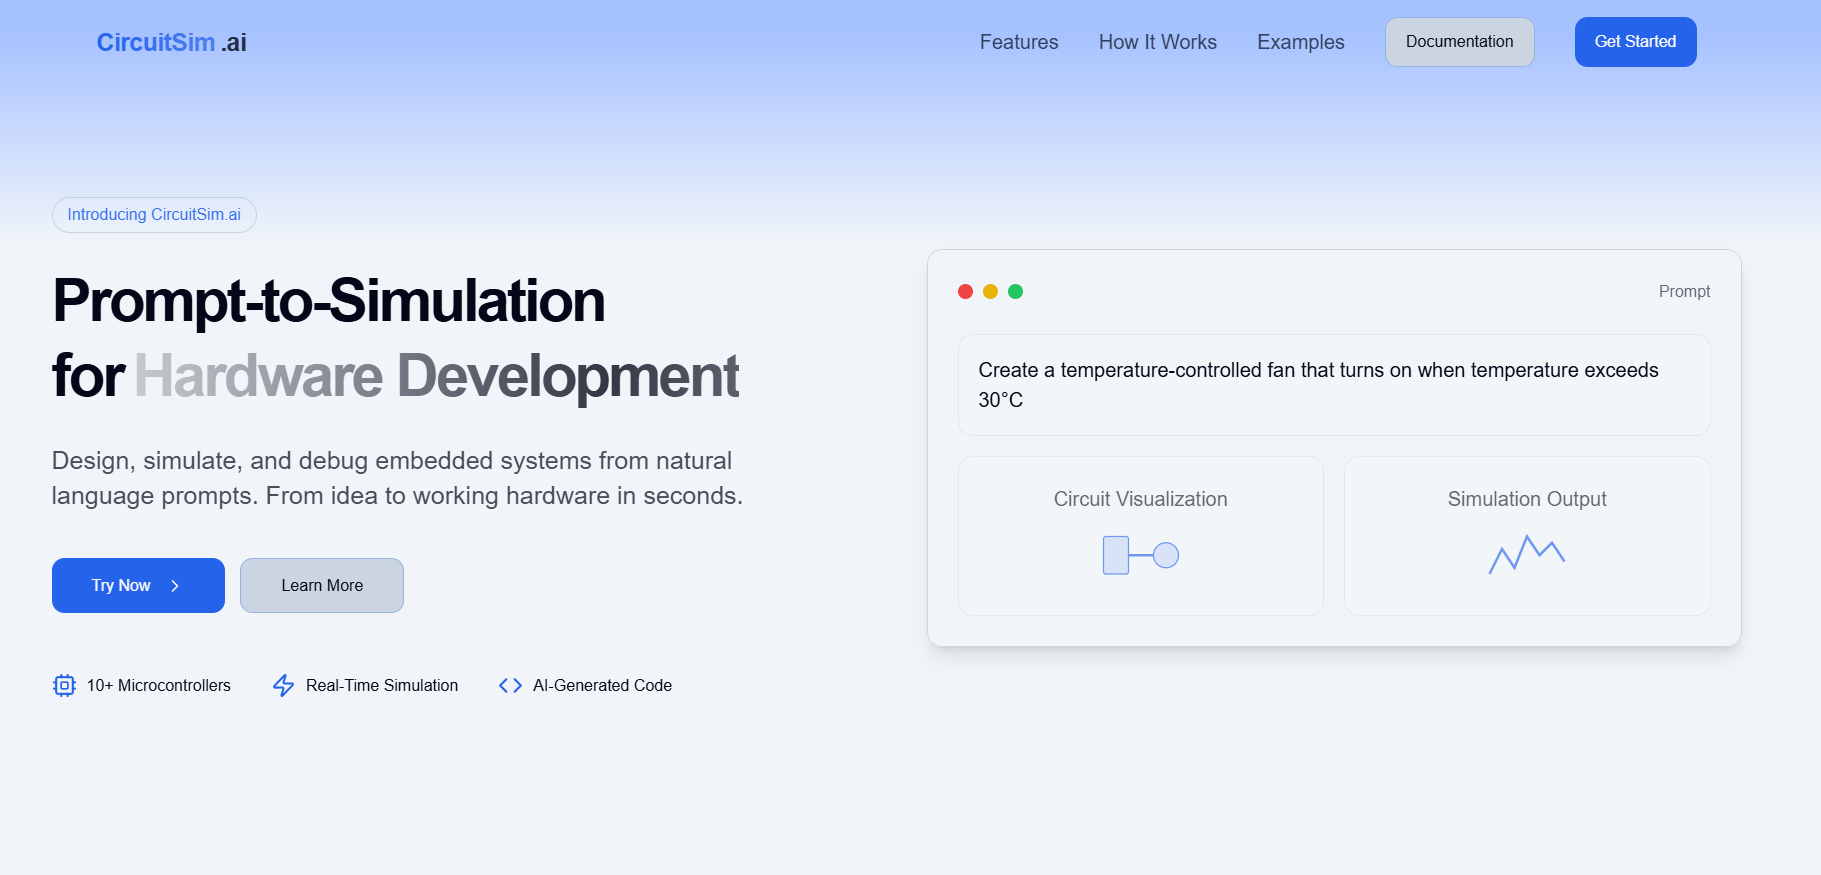 CircuitSim .ai
Features
How It Works
Examples
Documentation
Get Started
Introducing CircuitSim.ai
Prompt-to-Simulation
for Hardware Development
Design, simulate, and debug embedded systems from natural
language prompts. From idea to working hardware in seconds.
Try Now
Learn More
10+ Microcontrollers
Real-Time Simulation
AI-Generated Code
Prompt
Create a temperature-controlled fan that turns on when temperature exceeds
30°C
Circuit Visualization
Simulation Output